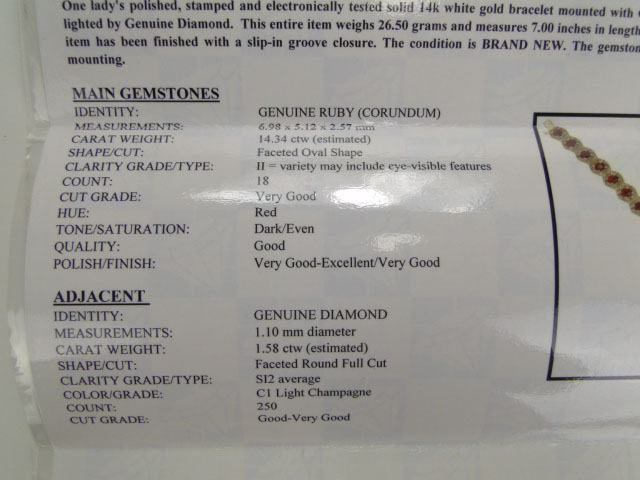 One lady's polished, stamped and electronically tested solid 14k white gold bracelet mounted with
lighted by Genuine Diamond. This entire item weighs 26.50 grams and measures 7.00 inches in length
item has been finished with a slip-in groove closure. The condition is BRAND NEW. The gemston
mounting.
MAIN GEMSTONES
IDENTITY: GENUINE RUBY (CORUNDUM)
MEASUREMENTS: 6.98 x 5.12 x 2.57 mm
CARAT WEIGHT: 14.34 ctw (estimated)
SHAPE/CUT: Faceted Oval Shape
CLARITY GRADE/TYPE: II = variety may include eye-visible features
COUNT: 18
CUT GRADE: Very Good
HUE: Red
TONE/SATURATION: Dark/Even
QUALITY: Good
POLISH/FINISH: Very Good-Excellent/Very Good
ADJACENT
IDENTITY: GENUINE DIAMOND
MEASUREMENTS: 1.10 mm diameter
CARAT WEIGHT: 1.58 ctw (estimated)
SHAPE/CUT: Faceted Round Full Cut
CLARITY GRADE/TYPE: SI2 average
COLOR/GRADE: C1 Light Champagne
COUNT: 250
CUT GRADE: Good-Very Good